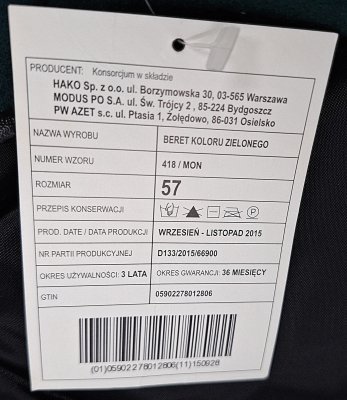 PRODUCENT: Konsorcjum w składzie
HAKO Sp. z o.o. ul. Borzymowska 30, 03-565 Warszawa
MODUS PO S.A. ul. Św. Trójcy 2 , 85-224 Bydgoszcz
PW AZET s.c. ul. Ptasia 1, Żołędowo, 86-031 Osielsko
NAZWA WYROBU BERET KOLORU ZIELONEGO
NUMER WZORU 418 / MON
ROZMIAR 57
PRZEPIS KONSERWACJI
PROD. DATE / DATA PRODUKCJI WRZESIEŃ - LISTOPAD 2015
NR PARTII PRODUKCYJNEJ D133/2015/66900
OKRES UŻYWALNOŚCI: 3 LATA OKRES GWARANCJI: 36 MIESIĘCY
GTIN 05902278012806
(01)05902278012806(11)150928